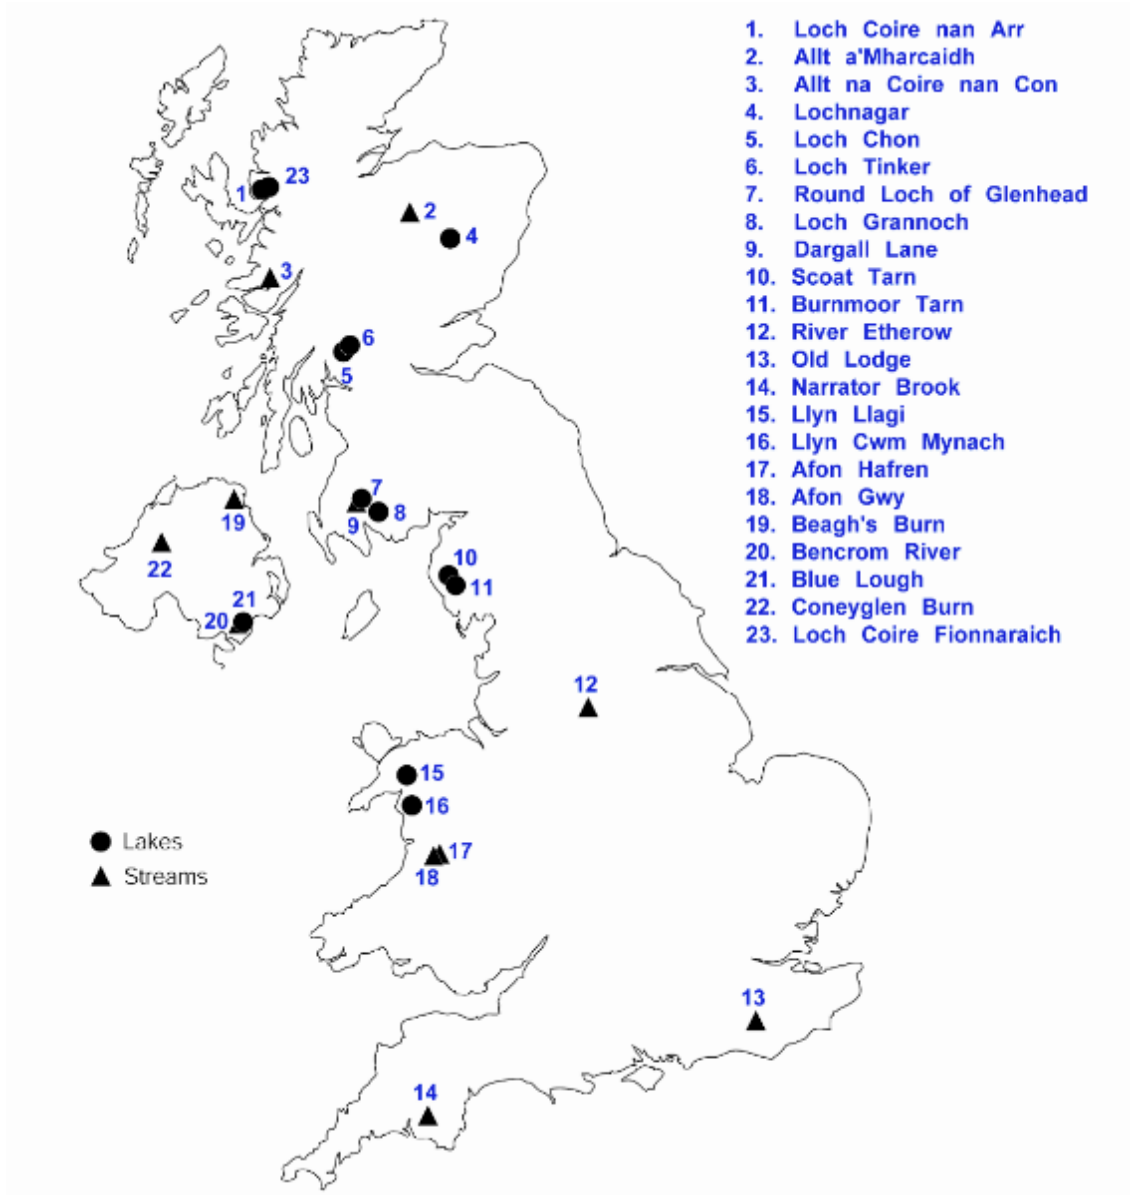 1. Loch Coire nan Arr
2. Allt a'Mharcaidh
3. Allt na Coire nan Con
4. Lochnagar
5. Loch Chon
6. Loch Tinker
7. Round Loch of Glenhead
8. Loch Grannoch
9. Dargall Lane
10. Scoat Tarn
11. Burnmoor Tarn
12. River Etherow
13. Old Lodge
14. Narrator Brook
15. Llyn Llagi
16. Llyn Cwm Mynach
17. Afon Hafren
18. Afon Gwy
19. Beagh's Burn
20. Bencrom River
21. Blue Lough
22. Coneyglen Burn
23. Loch Coire Fionnaraich
23
1
2
4
3
6
5
7
8
9
19
22
10
11
21
20
12
15
16
17
18
13
14
Lakes
Streams